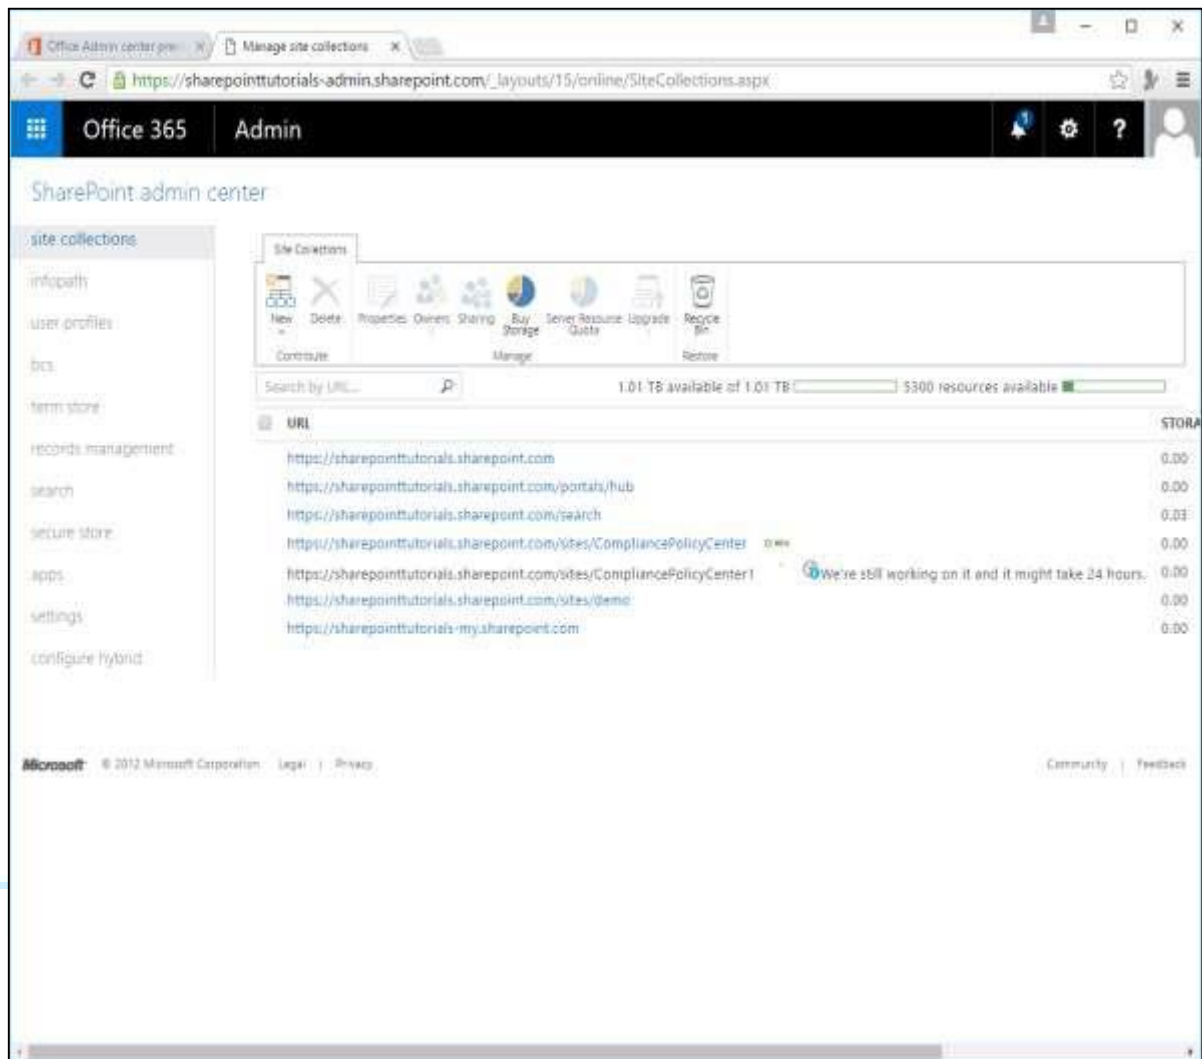 Office Admin center prev
Manage site collections
https://sharepointtutorials-admin.sharepoint.com/_layouts/15/online/SiteCollections.aspx
Office 365
Admin
1
?
SharePoint admin center
site collections
infopath
user profiles
bcs
term store
records management
search
secure store
apps
settings
configure hybrid
Site Collections
New
Delete
Properties
Owners
Sharing
Buy Storage
Server Resource Quota
Upgrade
Recycle Bin
Contribute
Manage
Restore
Search by URL...
1.01 TB available of 1.01 TB
5300 resources available
URL
STORA
https://sharepointtutorials.sharepoint.com 0.00
https://sharepointtutorials.sharepoint.com/portals/hub 0.00
https://sharepointtutorials.sharepoint.com/search 0.03
https://sharepointtutorials.sharepoint.com/sites/CompliancePolicyCenter 0.00
https://sharepointtutorials.sharepoint.com/sites/CompliancePolicyCenter1 We're still working on it and it might take 24 hours. 0.00
https://sharepointtutorials.sharepoint.com/sites/demo 0.00
https://sharepointtutorials-my.sharepoint.com 0.00
Microsoft © 2012 Microsoft Corporation Legal | Privacy
Community | Feedback